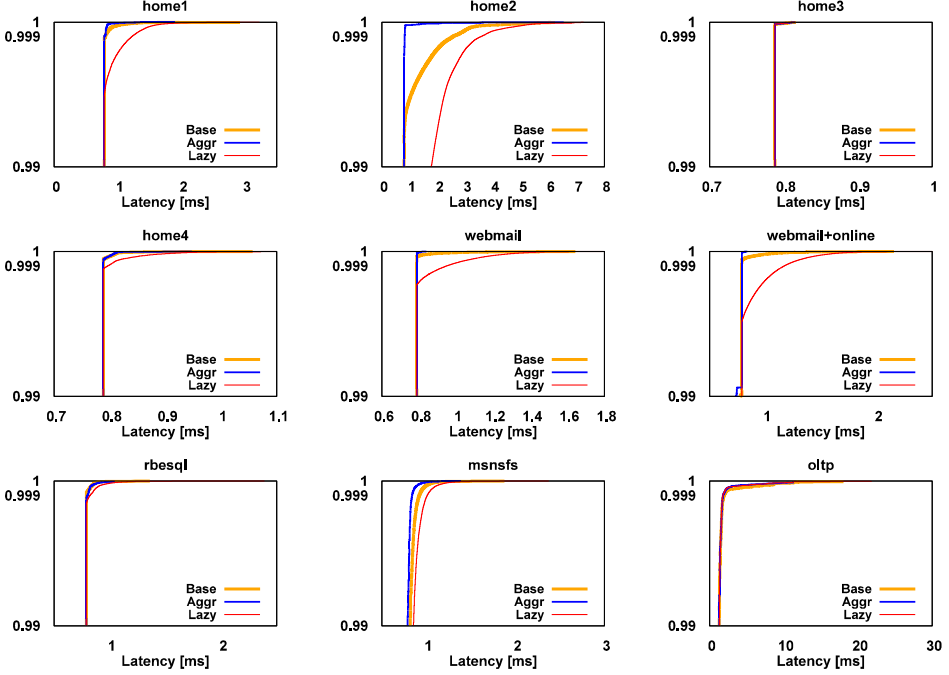 home1
1
0.999
0.99
Base
Aggr
Lazy
0 1 2 3
Latency [ms]
home2
1
0.999
0.99
Base
Aggr
Lazy
0 1 2 3 4 5 6 7 8
Latency [ms]
home3
1
0.999
0.99
Base
Aggr
Lazy
0.7 0.8 0.9 1
Latency [ms]
home4
1
0.999
0.99
Base
Aggr
Lazy
0.7 0.8 0.9 1 1.1
Latency [ms]
webmail
1
0.999
0.99
Base
Aggr
Lazy
0.6 0.8 1 1.2 1.4 1.6 1.8
Latency [ms]
webmail+online
1
0.999
0.99
Base
Aggr
Lazy
1 2
Latency [ms]
rbesql
1
0.999
0.99
Base
Aggr
Lazy
1 2
Latency [ms]
msnsfs
1
0.999
0.99
Base
Aggr
Lazy
1 2 3
Latency [ms]
oltp
1
0.999
0.99
Base
Aggr
Lazy
0 10 20 30
Latency [ms]